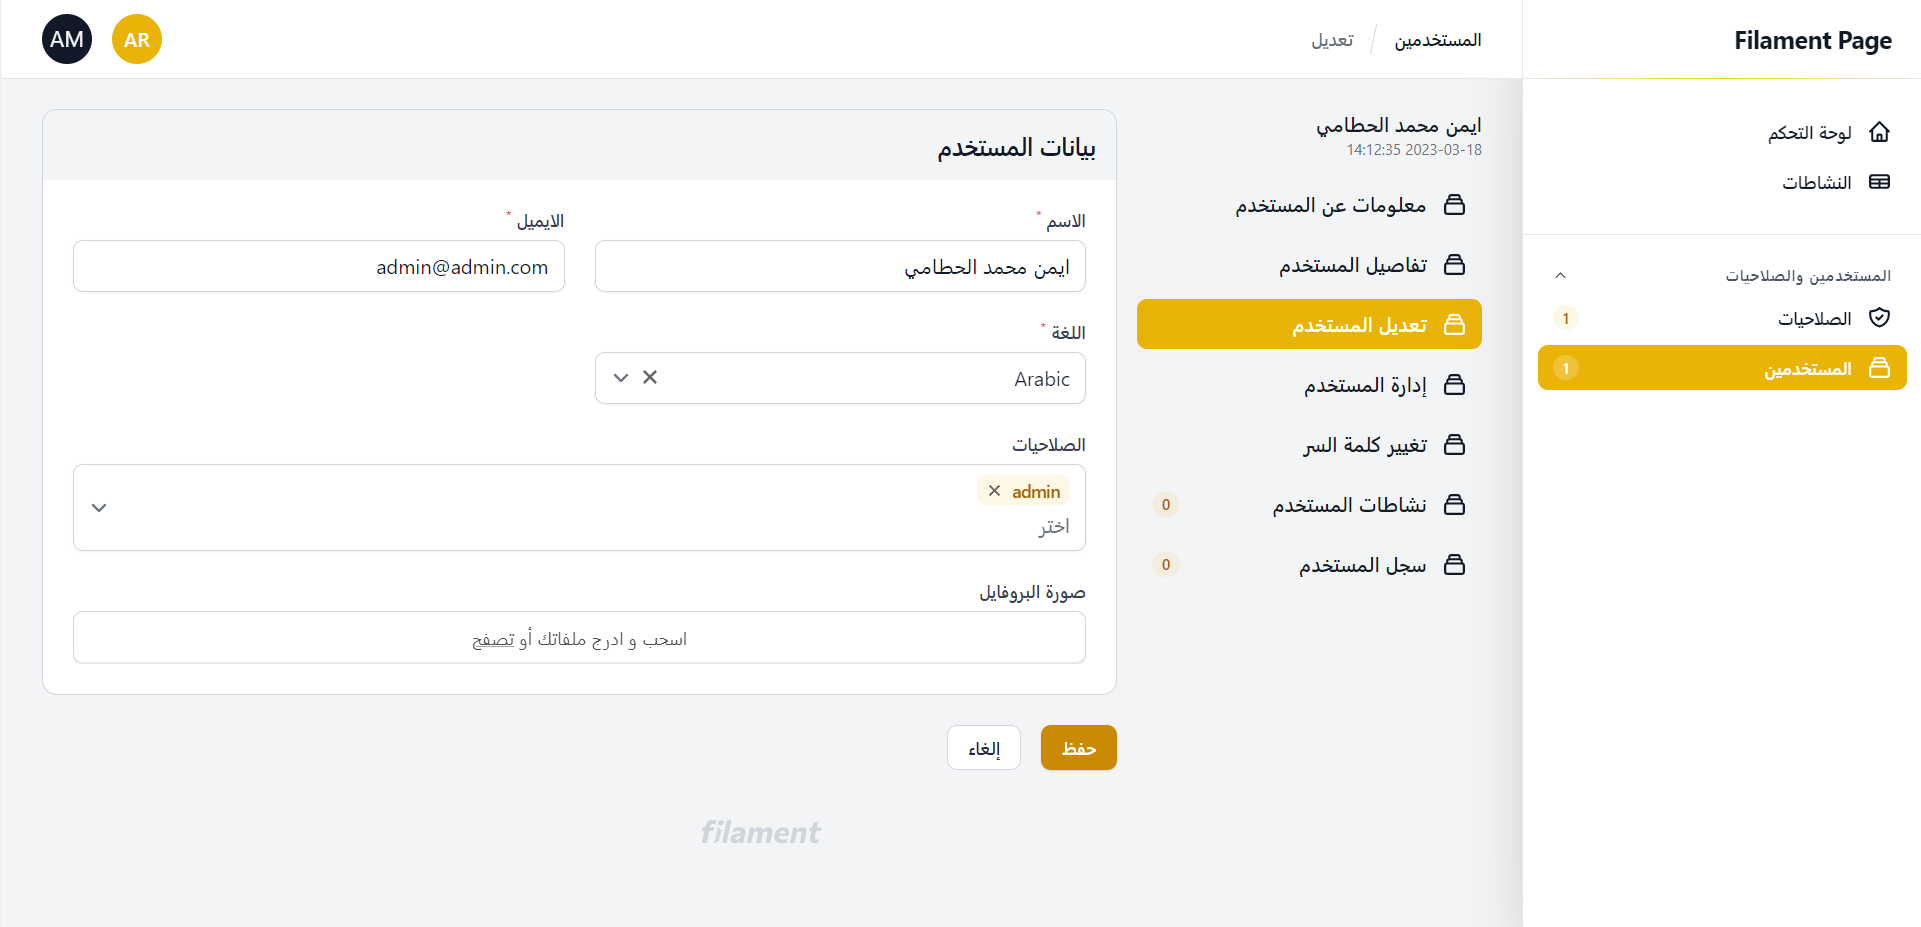 Filament Page
لوحة التحكم
النشاطات
المستخدمين والصلاحيات
الصلاحيات 1
المستخدمين 1
المستخدمين / تعديل
AR
AM
ايمن محمد الحطامي
2023-03-18 14:12:35
معلومات عن المستخدم
تفاصيل المستخدم
تعديل المستخدم
إدارة المستخدم
تغيير كلمة السر
نشاطات المستخدم 0
سجل المستخدم 0
بيانات المستخدم
الاسم *
ايمن محمد الحطامي
الايميل *
admin@admin.com
اللغة *
Arabic
الصلاحيات
admin
اختر
صورة البروفايل
اسحب و ادرج ملفاتك أو تصفح
حفظ
إلغاء
filament